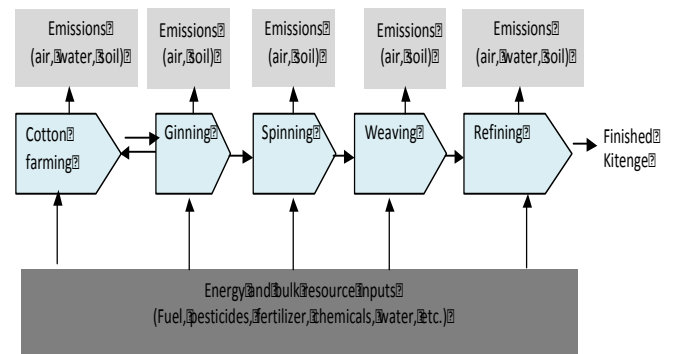 Emissions
(air, water, soil)
Emissions
(air, soil)
Emissions
(air, soil)
Emissions
(air, soil)
Emissions
(air, water, soil)
Cotton
farming
Ginning
Spinning
Weaving
Refining
Finished
Kitenge
Energy and bulk resource inputs
(Fuel, pesticides, fertilizer, chemicals, water, etc.)